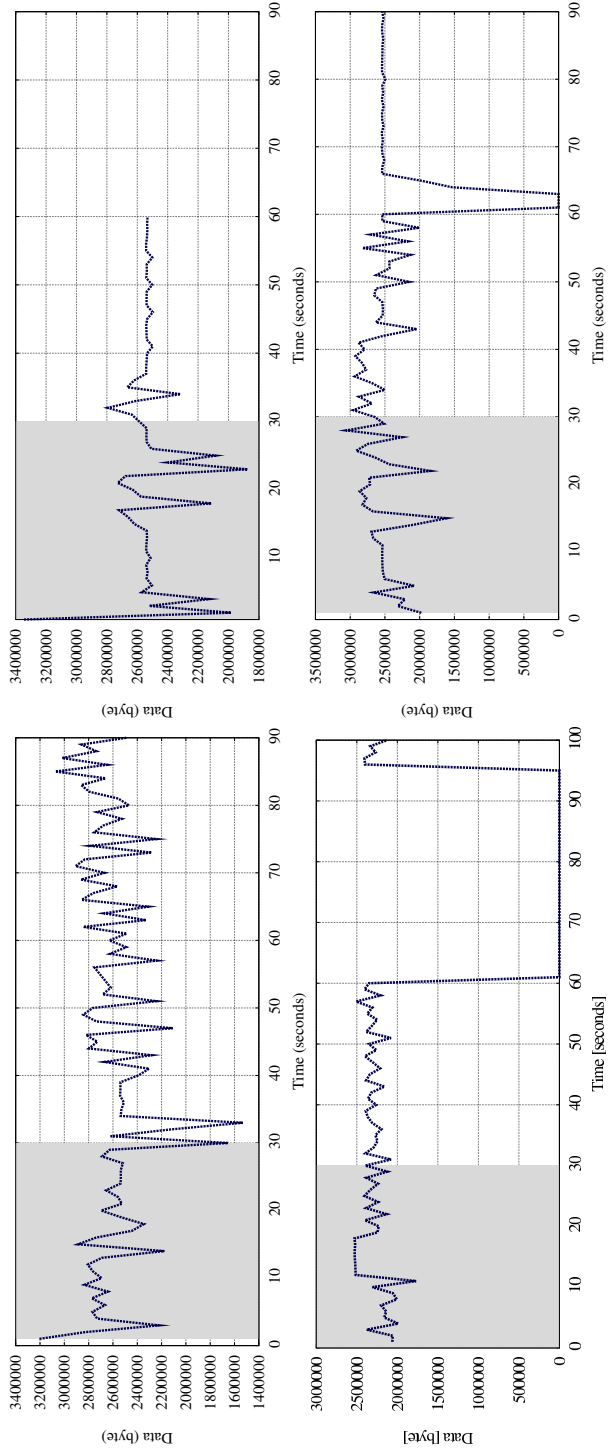 Data (byte)
3400000
3200000
3000000
2800000
2600000
2400000
2200000
2000000
1800000
1600000
1400000
0 10 20 30 40 50 60 70 80 90
Time (seconds)
Data (byte)
3400000
3200000
3000000
2800000
2600000
2400000
2200000
2000000
1800000
0 10 20 30 40 50 60 70 80 90
Time (seconds)
Data [byte]
3000000
2500000
2000000
1500000
1000000
500000
0
0 10 20 30 40 50 60 70 80 90 100
Time [seconds]
Data (byte)
3500000
3000000
2500000
2000000
1500000
1000000
500000
0
0 10 20 30 40 50 60 70 80 90
Time (seconds)